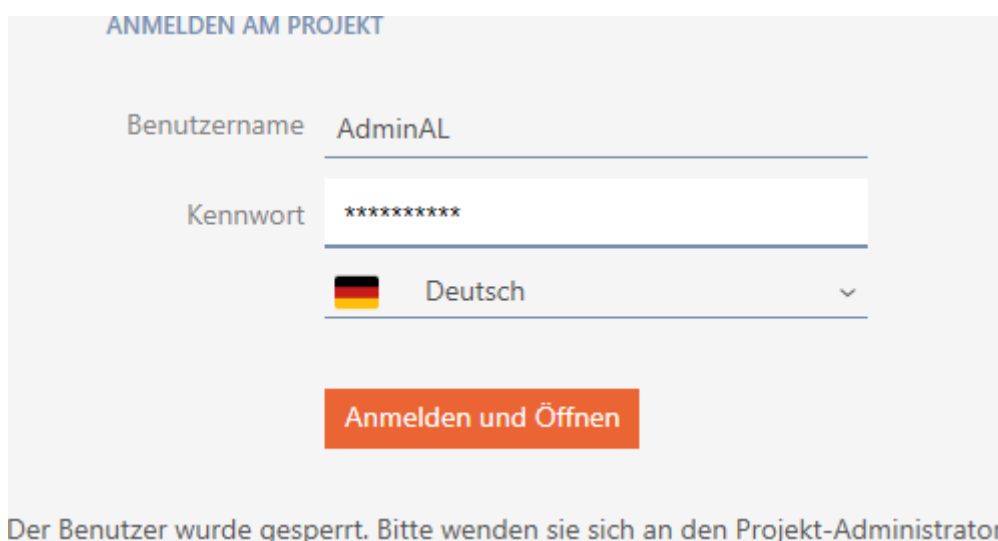 ANMELDEN AM PROJEKT
Benutzername AdminAL
Kennwort **********
Deutsch
Anmelden und Öffnen
Der Benutzer wurde gesperrt. Bitte wenden sie sich an den Projekt-Administrator